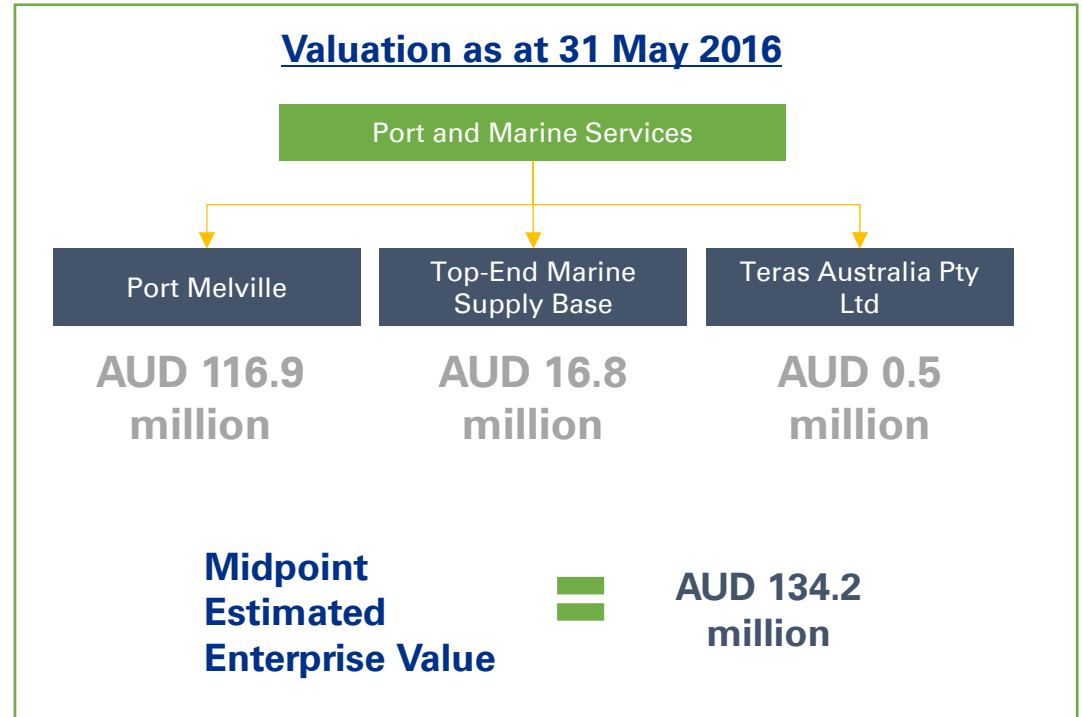 Valuation as at 31 May 2016
Port and Marine Services
Port Melville
Top-End Marine
Supply Base
Teras Australia Pty
Ltd
AUD 116.9
million
AUD 16.8
million
AUD 0.5
million
Midpoint
Estimated
Enterprise Value
=
AUD 134.2
million